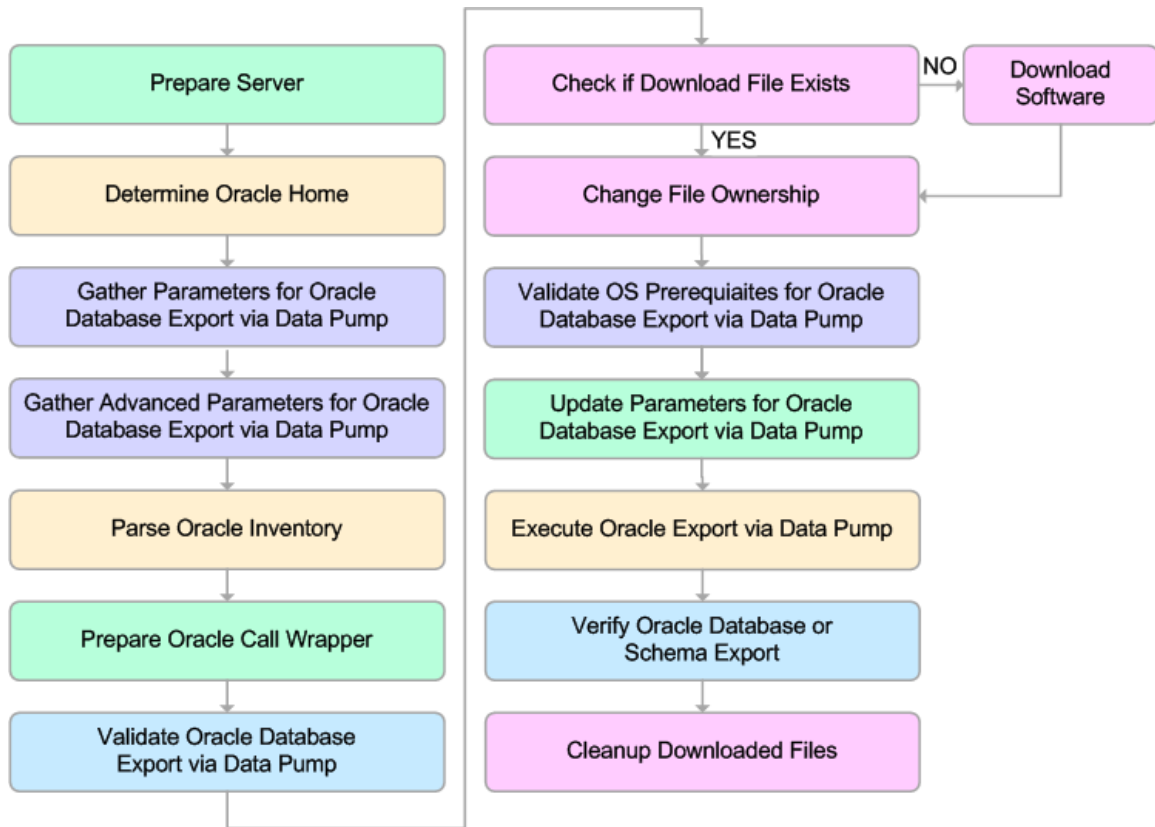 Prepare Server
Determine Oracle Home
Gather Parameters for Oracle
Database Export via Data Pump
Gather Advanced Parameters for Oracle
Database Export via Data Pump
Parse Oracle Inventory
Prepare Oracle Call Wrapper
Validate Oracle Database
Export via Data Pump
Check if Download File Exists
NO
Download
Software
YES
Change File Ownership
Validate OS Prerequiaites for Oracle
Database Export via Data Pump
Update Parameters for Oracle
Database Export via Data Pump
Execute Oracle Export via Data Pump
Verify Oracle Database or
Schema Export
Cleanup Downloaded Files